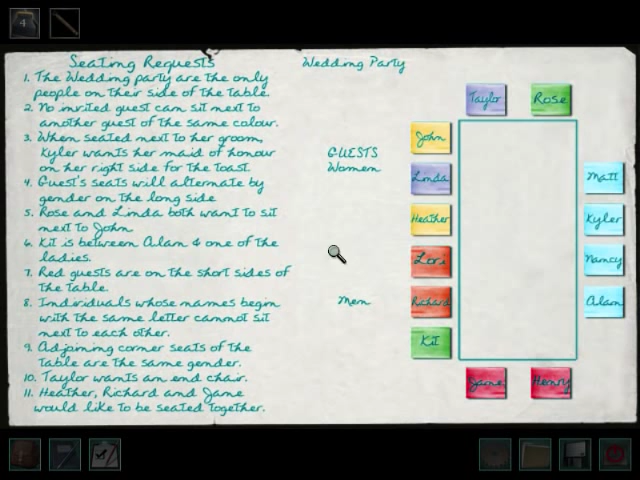 4
Seating Requests
1. The Wedding party are the only
people on their side of the table.
2. No invited guest can sit next to
another guest of the same colour.
3. When seated next to her groom,
Kyler wants her maid of honour
on her right side for the toast.
4. Guest's seats will alternate by
gender on the long side
5. Rose and Linda both want to sit
next to John
6. Kit is between Alan & one of the
ladies.
7. Red guests are on the short sides of
the table
8. Individuals whose names begin
with the same letter cannot sit
next to each other.
9. Adjoining corner seats of the
table are the same gender.
10. Taylor wants an end chair.
11. Heather, Richard and Jane
would like to be seated together.
Wedding Party
GUESTS
Women
Men
Taylor
Rose
John
Linda
Heather
Lori
Richard
Kit
Matt
Kyler
Nancy
Alan
Jane
Henry